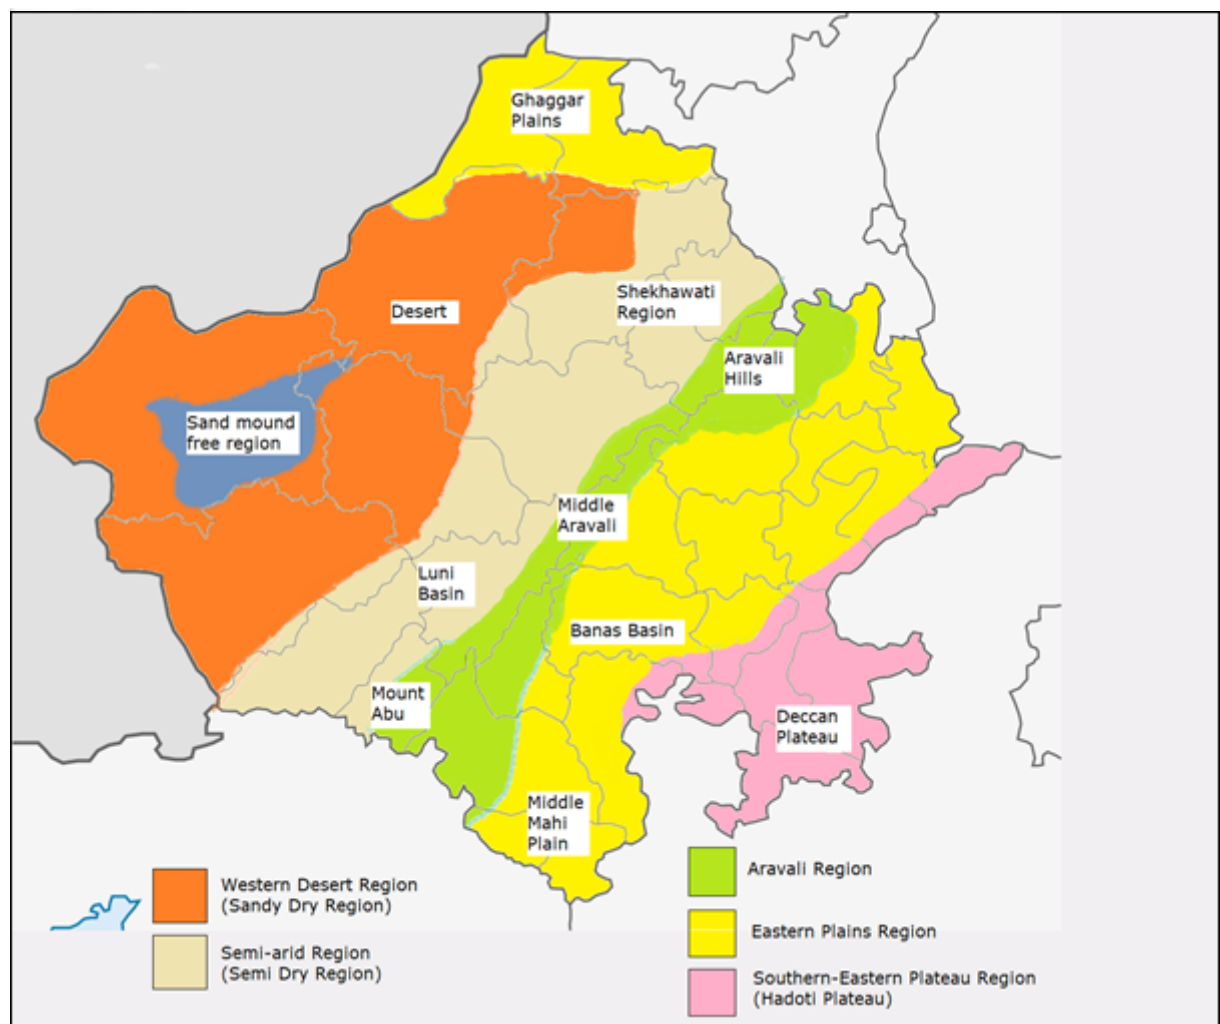 Ghaggar
Plains
Desert
Shekhawati
Region
Aravali
Hills
Sand mound
free region
Middle
Aravali
Luni
Basin
Banas Basin
Mount
Abu
Deccan
Plateau
Middle
Mahi
Plain
Western Desert Region
(Sandy Dry Region)
Semi-arid Region
(Semi Dry Region)
Aravali Region
Eastern Plains Region
Southern-Eastern Plateau Region
(Hadoti Plateau)